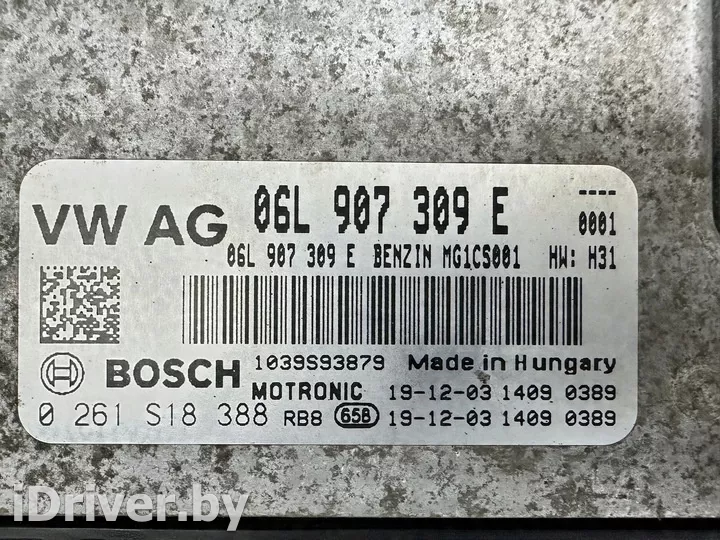 VW AG 06L 907 309 E ----
0001
06L 907 309 E BENZIN MG1CS001 HW: H31
BOSCH 1039S93879 Made in Hungary
MOTRONIC 19-12-03 1409 0389
0 261 S18 388 RB8 658 19-12-03 1409 0389
iDriver.by